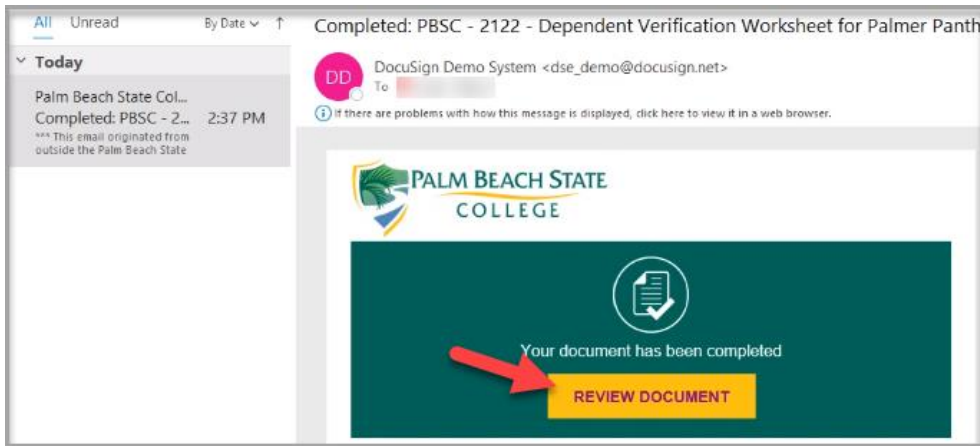 All Unread By Date ↑
Today
Palm Beach State Col...
Completed: PBSC - 2... 2:37 PM
*** This email originated from
outside the Palm Beach State
Completed: PBSC - 2122 - Dependent Verification Worksheet for Palmer Panth
DD
DocuSign Demo System <dse_demo@docusign.net>
To
If there are problems with how this message is displayed, click here to view it in a web browser.
PALM BEACH STATE
COLLEGE
Your document has been completed
REVIEW DOCUMENT